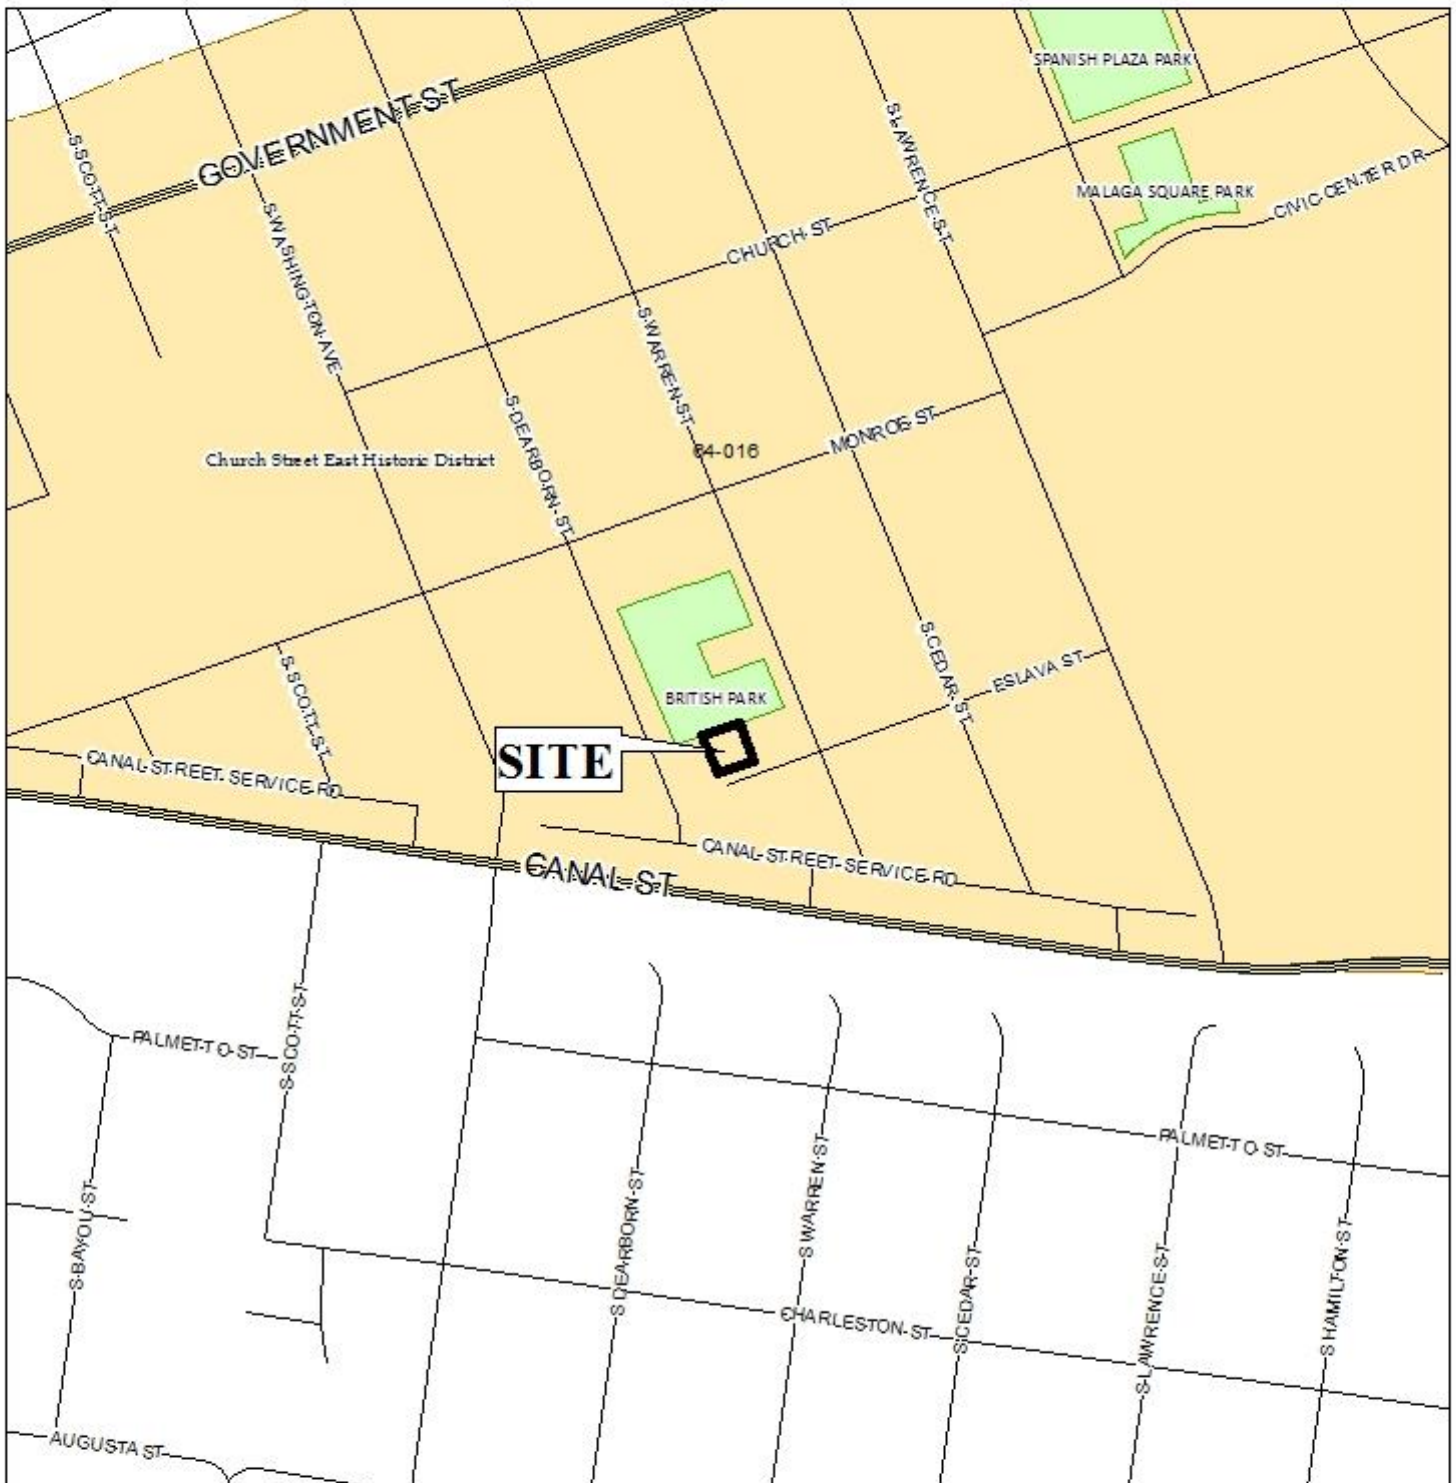 SPANISH PLAZA PARK
GOVERNMENT ST
S SCOTT ST
S LAWRENCE ST
MALAGA SQUARE PARK
CIVIC CENTER DR
S WASHINGTON AVE
CHURCH ST
S WARREN ST
S DEARBORN ST
MONROE ST
64-016
Church Street East Historic District
S CEDAR ST
ESLAVA ST
S SCOTT ST
BRITISH PARK
SITE
CANAL STREET SERVICE RD
CANAL STREET SERVICE RD
CANAL ST
PALMETTO ST
S SCOTT ST
PALMETTO ST
S BAYOU ST
S DEARBORN ST
S WARREN ST
S CEDAR ST
S LAWRENCE ST
S HAMILTON ST
CHARLESTON ST
AUGUSTA ST